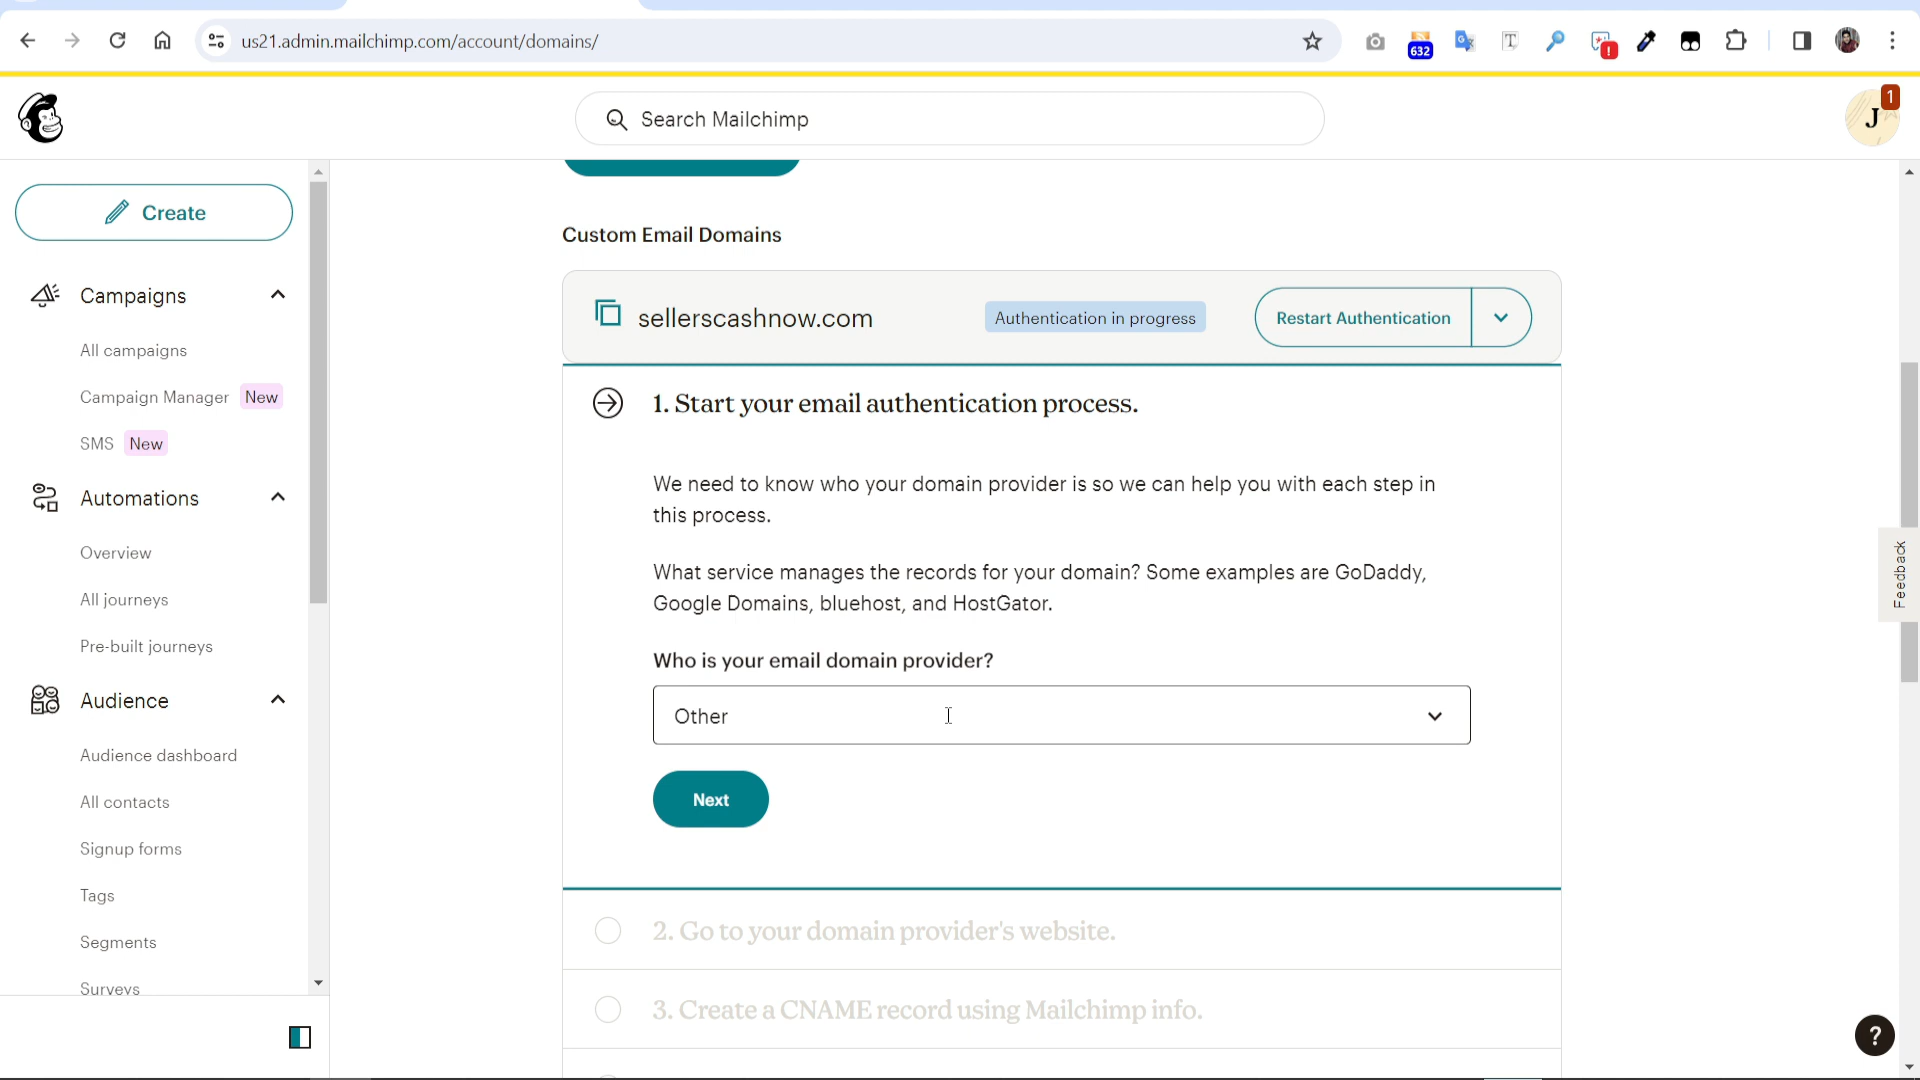 us21.admin.mailchimp.com/account/domains/
632
Search Mailchimp
J
1
Create
Campaigns
All campaigns
Campaign Manager New
SMS New
Automations
Overview
All journeys
Pre-built journeys
Audience
Audience dashboard
All contacts
Signup forms
Tags
Segments
Surveys
Custom Email Domains
sellerscashnow.com
Authentication in progress
Restart Authentication
1. Start your email authentication process.
We need to know who your domain provider is so we can help you with each step in
this process.
What service manages the records for your domain? Some examples are GoDaddy,
Google Domains, bluehost, and HostGator.
Who is your email domain provider?
Other
Next
2. Go to your domain provider's website.
3. Create a CNAME record using Mailchimp info.
Feedback
?